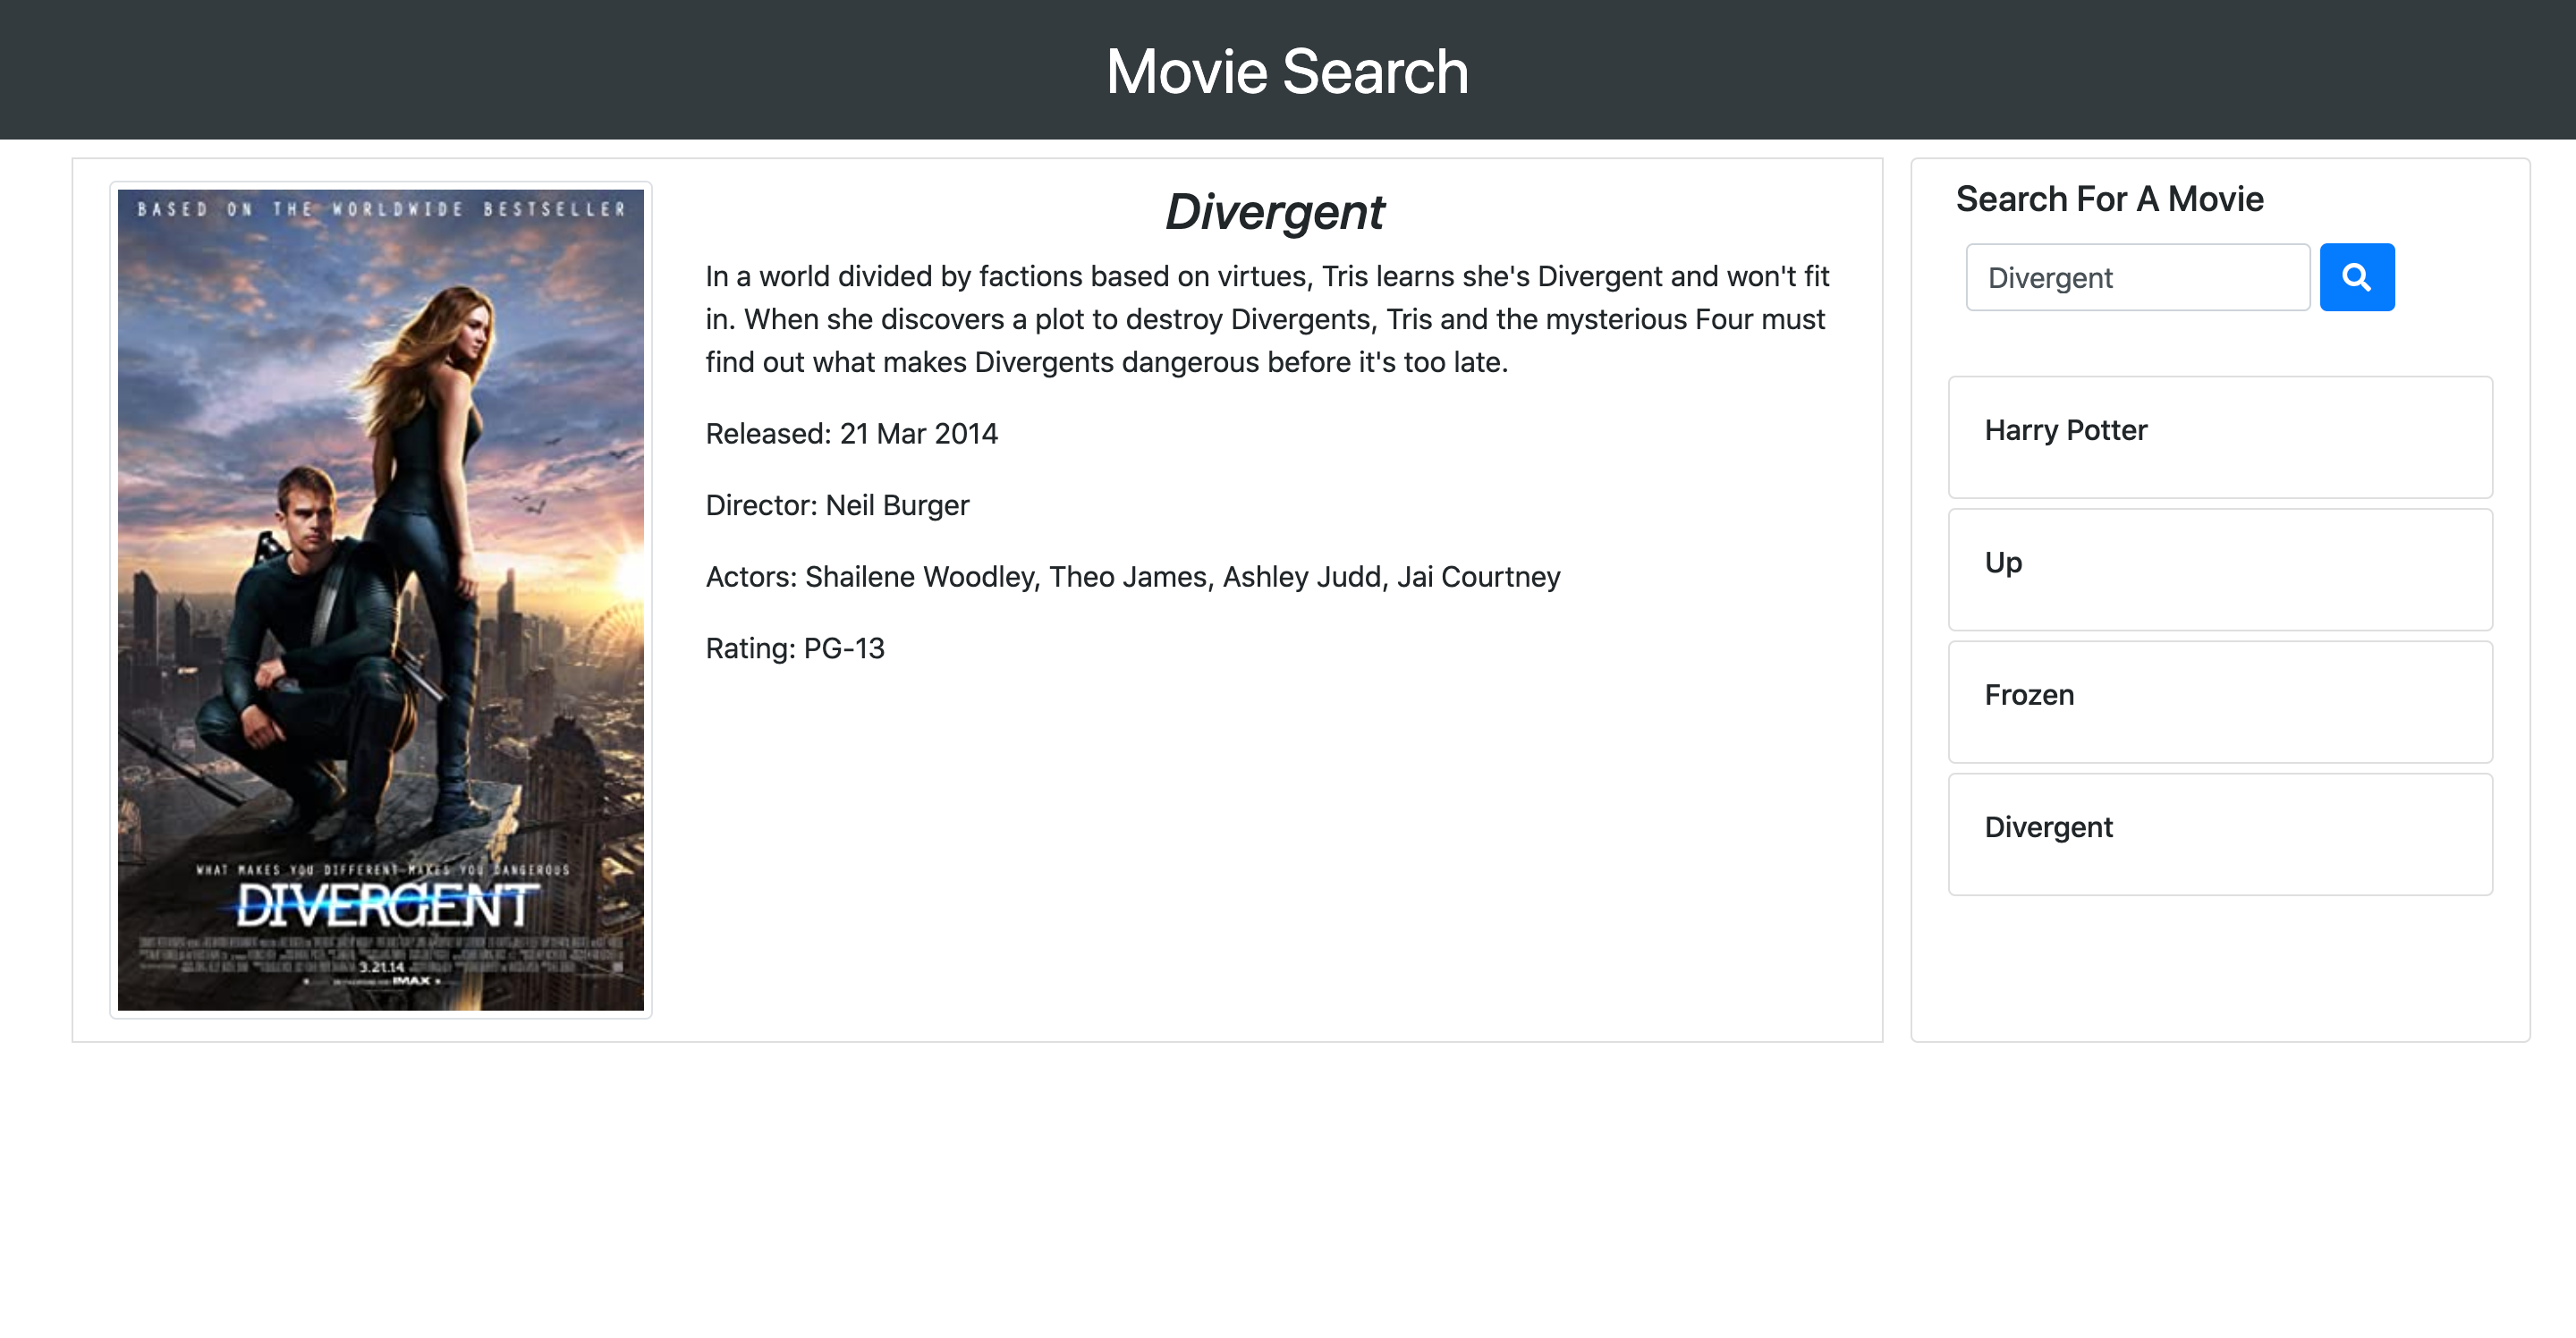 Movie Search
BASED ON THE WORLDWIDE BESTSELLER
WHAT MAKES YOU DIFFERENT MAKES YOU DANGEROUS
DIVERGENT
3.21.14
IMAX
Divergent
In a world divided by factions based on virtues, Tris learns she's Divergent and won't fit
in. When she discovers a plot to destroy Divergents, Tris and the mysterious Four must
find out what makes Divergents dangerous before it's too late.
Released: 21 Mar 2014
Director: Neil Burger
Actors: Shailene Woodley, Theo James, Ashley Judd, Jai Courtney
Rating: PG-13
Search For A Movie
Divergent
Harry Potter
Up
Frozen
Divergent